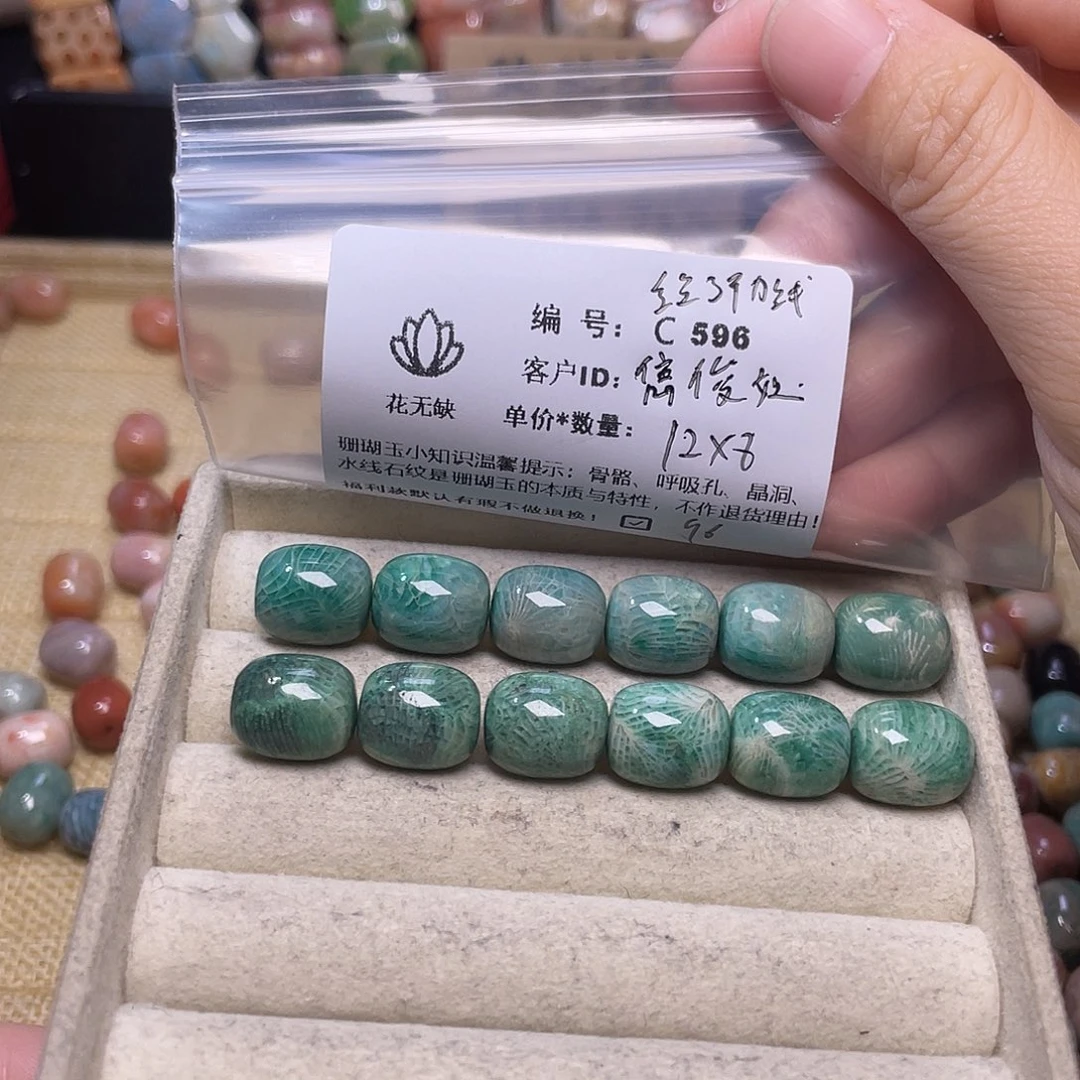 编 号: C 596
花无缺
客户ID:
单价*数量: 12×8
珊瑚玉小知识温馨提示: 骨骼、呼吸孔、晶洞、
水线石纹是珊瑚玉的本质与特性, 不作退货理由!
福利款默认有瑕不做退换! ☑
96